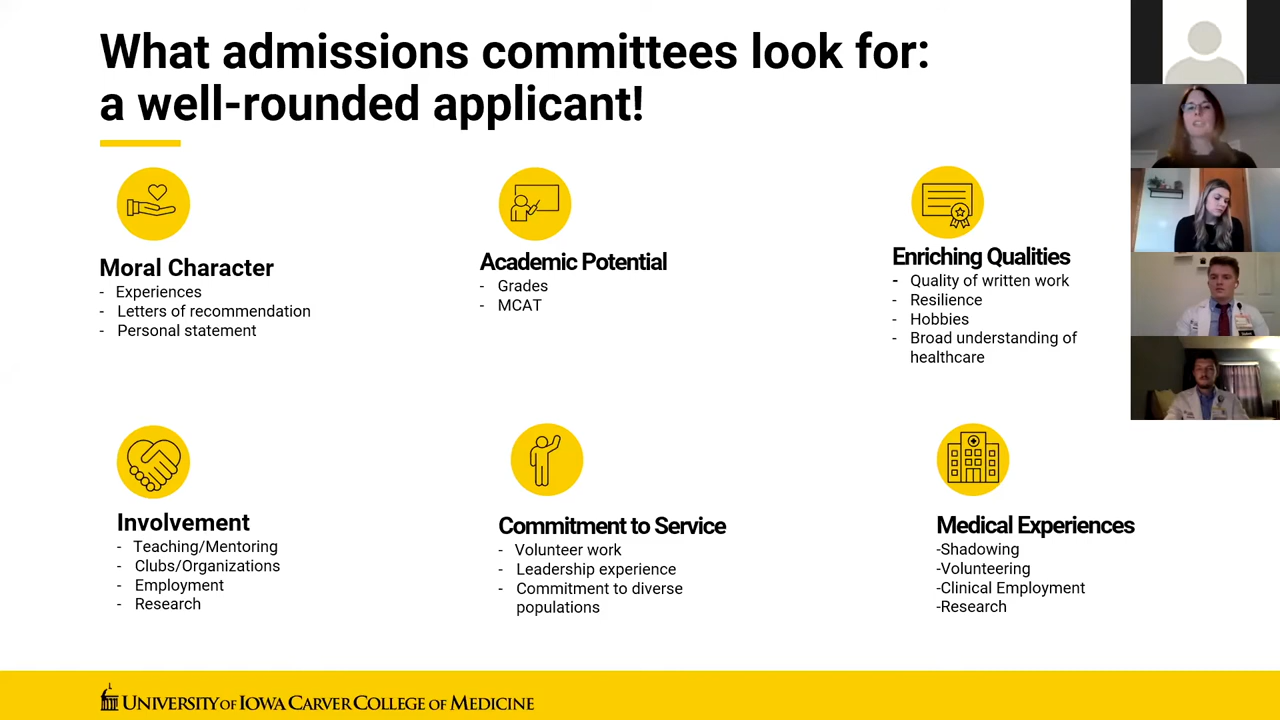 What admissions committees look for:
a well-rounded applicant!
Moral Character
- Experiences
- Letters of recommendation
- Personal statement
Academic Potential
- Grades
- MCAT
Enriching Qualities
- Quality of written work
- Resilience
- Hobbies
- Broad understanding of
healthcare
Involvement
- Teaching/Mentoring
- Clubs/Organizations
- Employment
- Research
Commitment to Service
- Volunteer work
- Leadership experience
- Commitment to diverse
populations
Medical Experiences
-Shadowing
-Volunteering
-Clinical Employment
-Research
UNIVERSITY OF IOWA CARVER COLLEGE OF MEDICINE